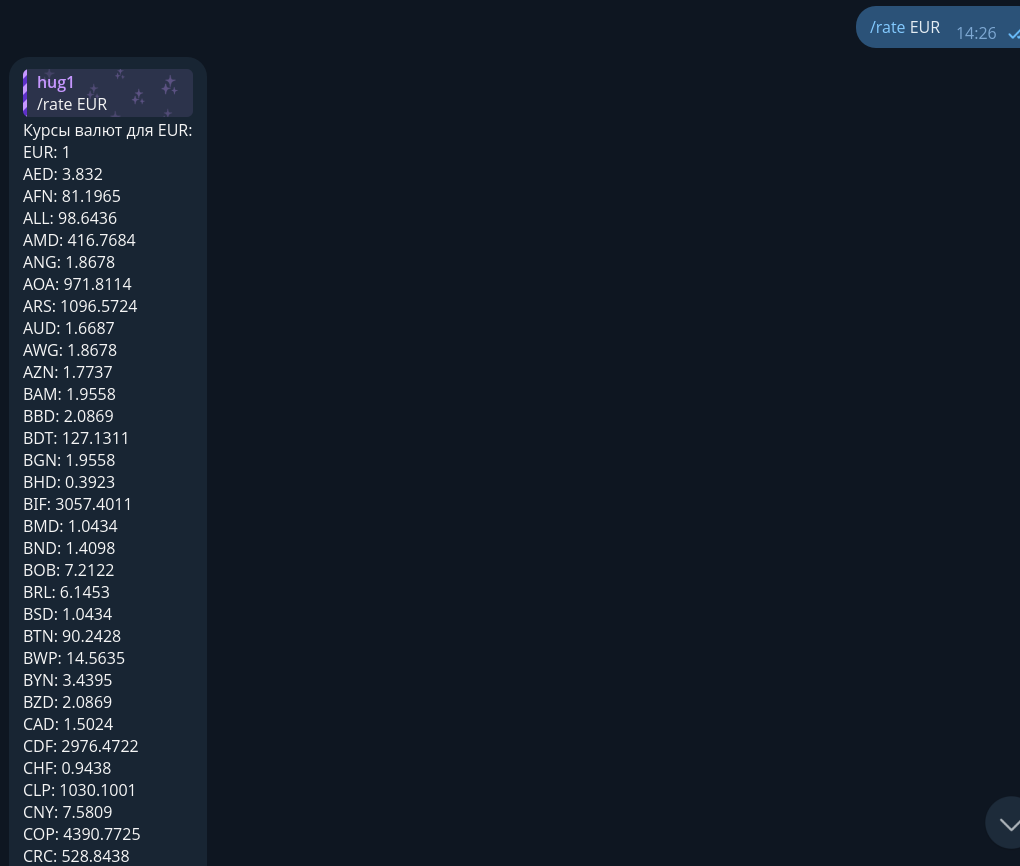 /rate EUR 14:26
hug1
/rate EUR
Курсы валют для EUR:
EUR: 1
AED: 3.832
AFN: 81.1965
ALL: 98.6436
AMD: 416.7684
ANG: 1.8678
AOA: 971.8114
ARS: 1096.5724
AUD: 1.6687
AWG: 1.8678
AZN: 1.7737
BAM: 1.9558
BBD: 2.0869
BDT: 127.1311
BGN: 1.9558
BHD: 0.3923
BIF: 3057.4011
BMD: 1.0434
BND: 1.4098
BOB: 7.2122
BRL: 6.1453
BSD: 1.0434
BTN: 90.2428
BWP: 14.5635
BYN: 3.4395
BZD: 2.0869
CAD: 1.5024
CDF: 2976.4722
CHF: 0.9438
CLP: 1030.1001
CNY: 7.5809
COP: 4390.7725
CRC: 528.8438